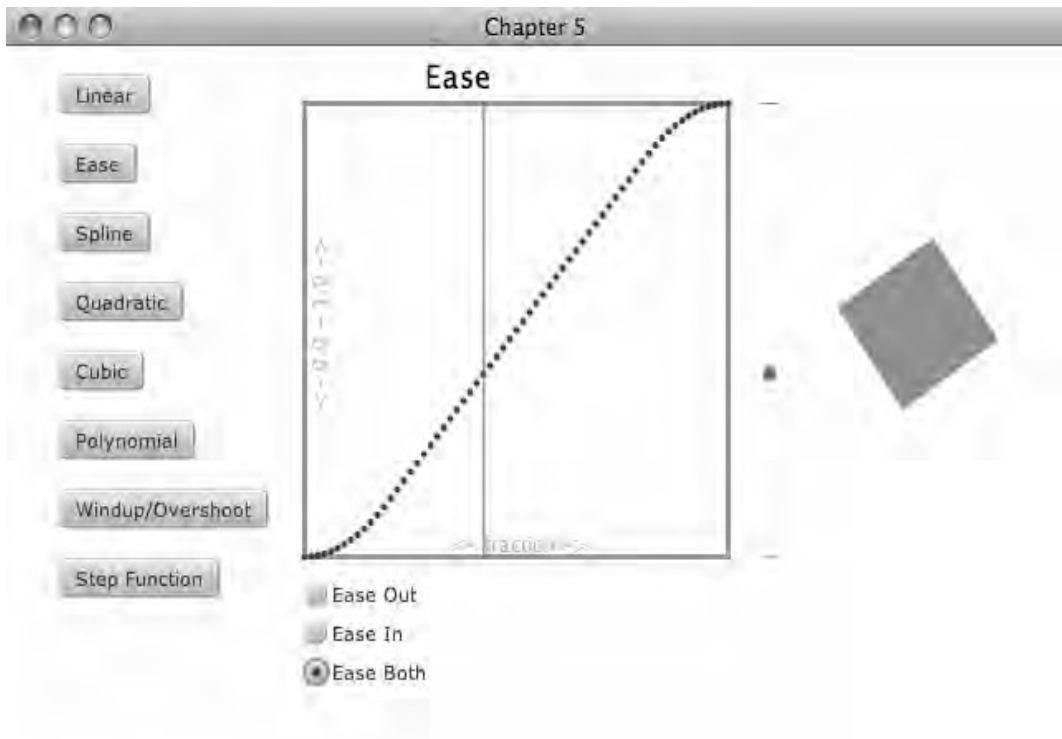 Chapter 5
Ease
Linear
Ease
Spline
Quadratic
Cubic
Polynomial
Windup/Overshoot
Step Function
<- fraction ->
Ease Out
Ease In
Ease Both